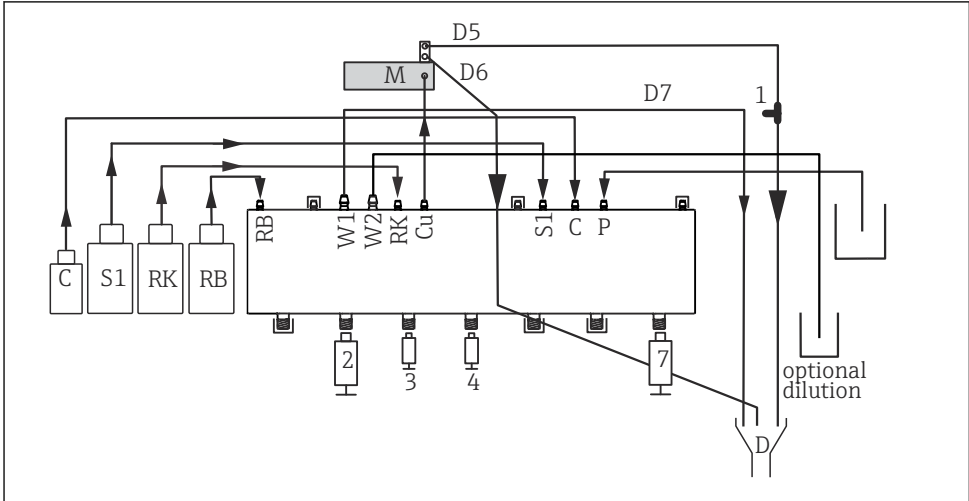 D5
M
D6
D7
1
RB
W1
W2
RK
Cu
S1
C
P
C
S1
RK
RB
2
3
4
7
optional
dilution
D